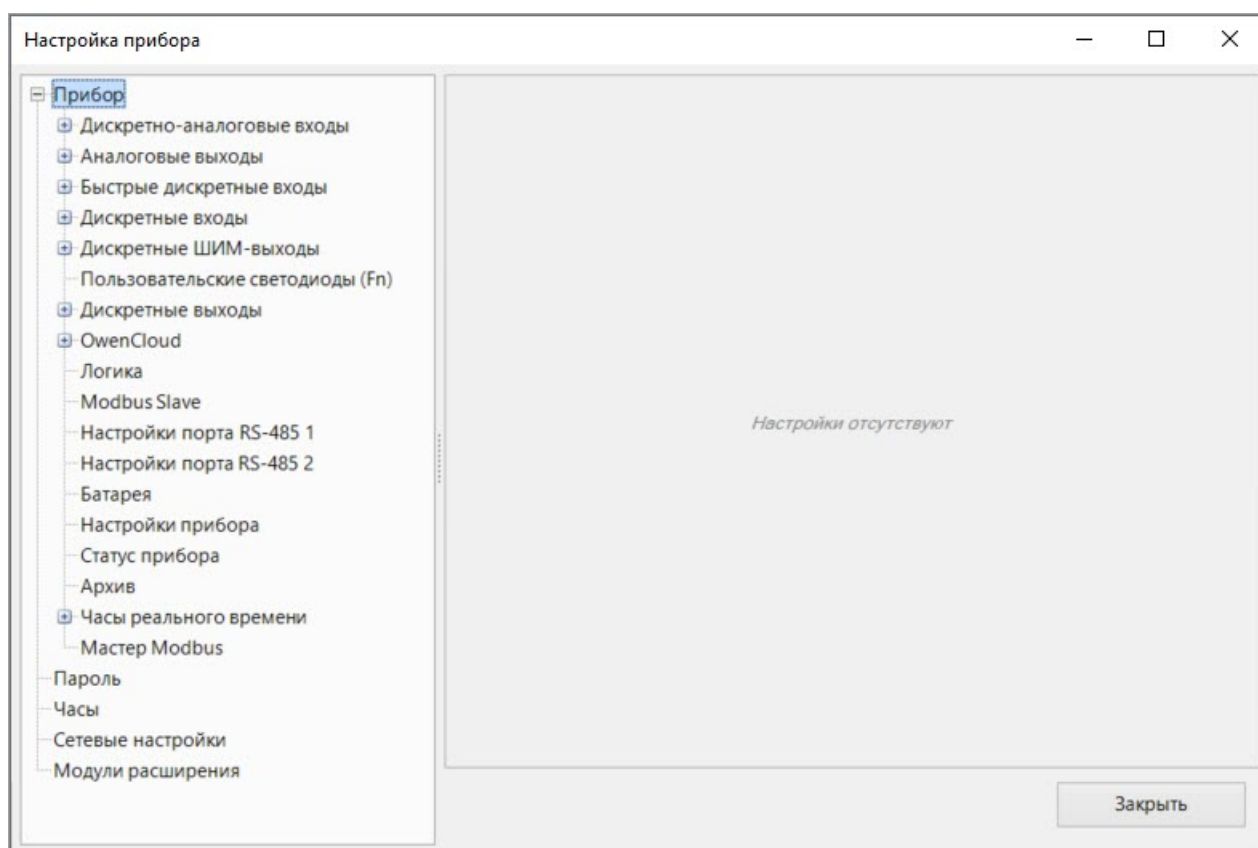 Настройка прибора
Прибор
Дискретно-аналоговые входы
Аналоговые выходы
Быстрые дискретные входы
Дискретные входы
Дискретные ШИМ-выходы
Пользовательские светодиоды (Fn)
Дискретные выходы
OwenCloud
Логика
Modbus Slave
Настройки порта RS-485 1
Настройки порта RS-485 2
Батарея
Настройки прибора
Статус прибора
Архив
Часы реального времени
Мастер Modbus
Пароль
Часы
Сетевые настройки
Модули расширения
Настройки отсутствуют
Закрыть